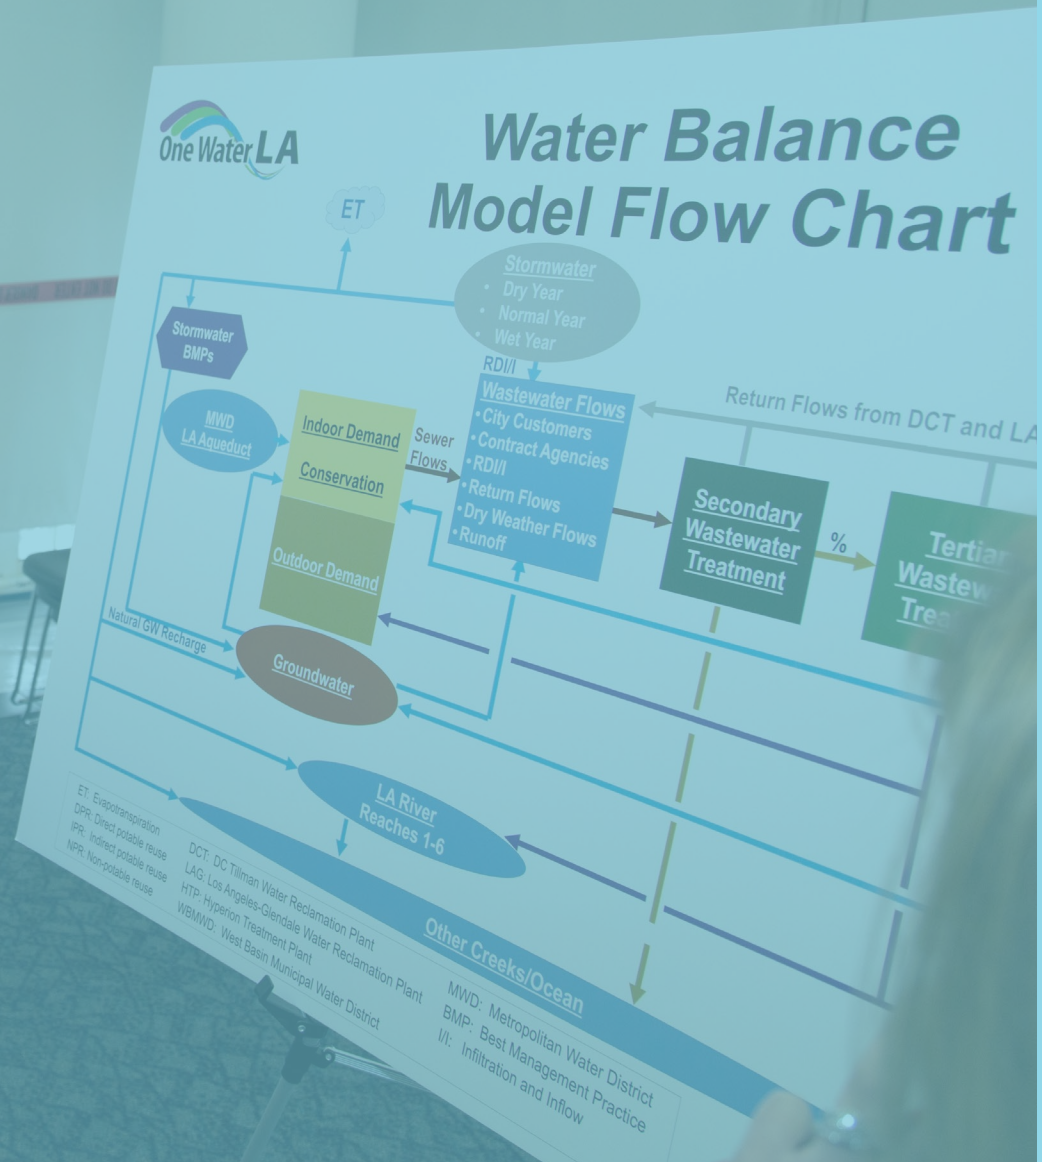 One Water LA
Water Balance
Model Flow Chart
ET
Stormwater
• Dry Year
• Normal Year
• Wet Year
Stormwater
BMPs
RDI/I
MWD
LA Aqueduct
Indoor Demand
Conservation
Outdoor Demand
Sewer
Flows
Wastewater Flows
• City Customers
• Contract Agencies
• RDI/I
• Return Flows
• Dry Weather Flows
• Runoff
Return Flows from DCT and
Secondary
Wastewater
Treatment
%
Natural GW Recharge
Groundwater
LA River
Reaches 1-6
Other Creeks/Ocean
ET: Evapotranspiration
DPR: Direct potable reuse
IPR: Indirect potable reuse
NPR: Non-potable reuse
DCT: DC Tillman Water Reclamation Plant
LAG: Los Angeles-Glendale Water Reclamation Plant
HTP: Hyperion Treatment Plant
WBMWD: West Basin Municipal Water District
MWD: Metropolitan Water District
BMP: Best Management Practice
I/I: Infiltration and Inflow